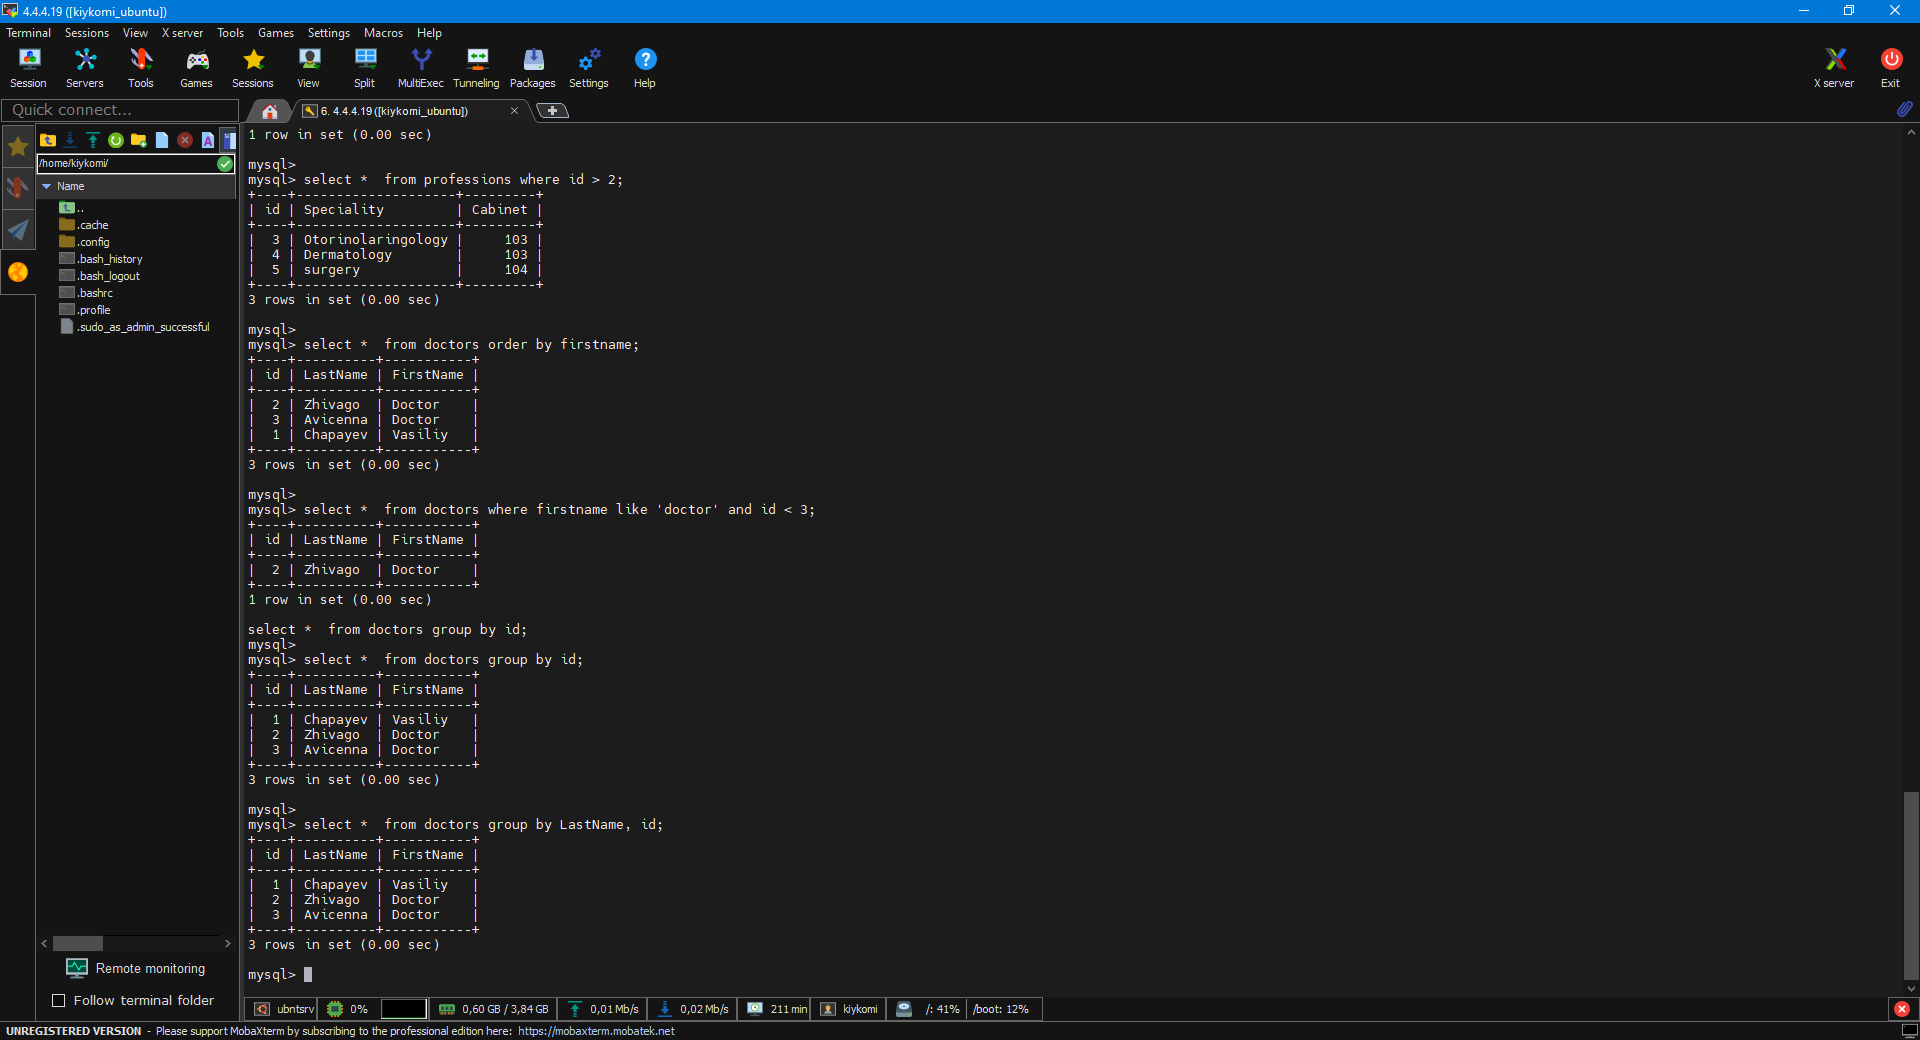 4.4.4.19 ([kiykomi_ubuntu])
Terminal Sessions View X server Tools Games Settings Macros Help
Session Servers Tools Games Sessions View Split MultiExec Tunneling Packages Settings Help X server Exit
Quick connect...
6. 4.4.4.19 ([kiykomi_ubuntu])
/home/kiykomi/
Name
..
.cache
.config
.bash_history
.bash_logout
.bashrc
.profile
.sudo_as_admin_successful
Remote monitoring
Follow terminal folder
1 row in set (0.00 sec)
mysql>
mysql> select *  from professions where id > 2;
+----+--------------------+---------+
| id | Speciality         | Cabinet |
+----+--------------------+---------+
|  3 | Otorinolaringology |     103 |
|  4 | Dermatology        |     103 |
|  5 | surgery            |     104 |
+----+--------------------+---------+
3 rows in set (0.00 sec)
mysql>
mysql> select *  from doctors order by firstname;
+----+----------+-----------+
| id | LastName | FirstName |
+----+----------+-----------+
|  2 | Zhivago  | Doctor    |
|  3 | Avicenna | Doctor    |
|  1 | Chapayev | Vasiliy   |
+----+----------+-----------+
3 rows in set (0.00 sec)
mysql>
mysql> select *  from doctors where firstname like 'doctor' and id < 3;
+----+----------+-----------+
| id | LastName | FirstName |
+----+----------+-----------+
|  2 | Zhivago  | Doctor    |
+----+----------+-----------+
1 row in set (0.00 sec)
select *  from doctors group by id;
mysql>
mysql> select *  from doctors group by id;
+----+----------+-----------+
| id | LastName | FirstName |
+----+----------+-----------+
|  1 | Chapayev | Vasiliy   |
|  2 | Zhivago  | Doctor    |
|  3 | Avicenna | Doctor    |
+----+----------+-----------+
3 rows in set (0.00 sec)
mysql>
mysql> select *  from doctors group by LastName, id;
+----+----------+-----------+
| id | LastName | FirstName |
+----+----------+-----------+
|  1 | Chapayev | Vasiliy   |
|  2 | Zhivago  | Doctor    |
|  3 | Avicenna | Doctor    |
+----+----------+-----------+
3 rows in set (0.00 sec)
mysql>
ubntsrv 0% 0,60 GB / 3,84 GB 0,01 Mb/s 0,02 Mb/s 211 min kiykomi /: 41% /boot: 12%
UNREGISTERED VERSION - Please support MobaXterm by subscribing to the professional edition here: https://mobaxterm.mobatek.net